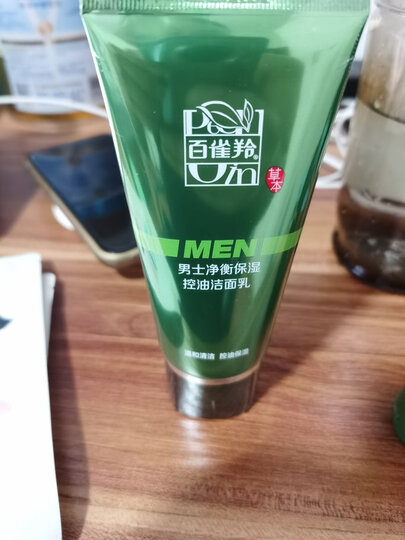 百雀羚®
草本
MEN
男士净衡保湿
控油洁面乳
温和清洁 控油保湿